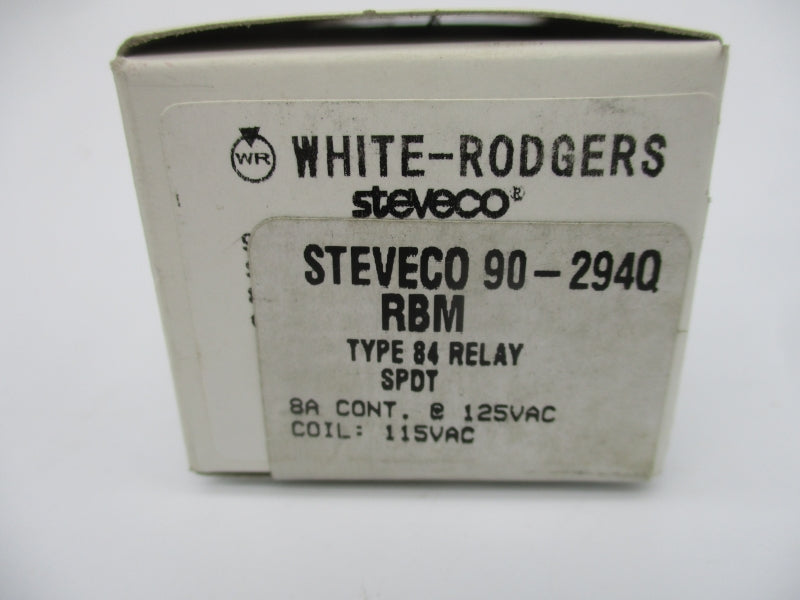 WR WHITE-RODGERS
steveco®
STEVECO 90-294Q
RBM
TYPE 84 RELAY
SPDT
8A CONT. @ 125VAC
COIL: 115VAC